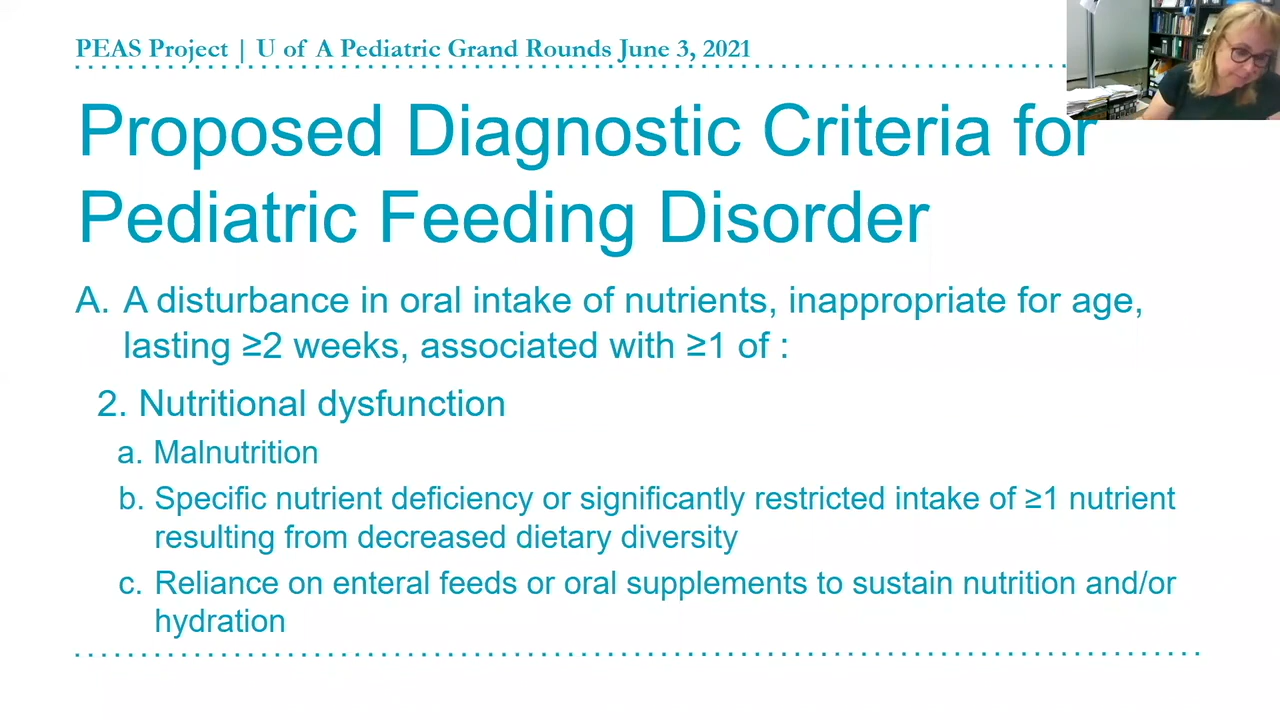 PEAS Project | U of A Pediatric Grand Rounds June 3, 2021
Proposed Diagnostic Criteria for
Pediatric Feeding Disorder
A. A disturbance in oral intake of nutrients, inappropriate for age,
lasting ≥2 weeks, associated with ≥1 of :
2. Nutritional dysfunction
a. Malnutrition
b. Specific nutrient deficiency or significantly restricted intake of ≥1 nutrient
resulting from decreased dietary diversity
c. Reliance on enteral feeds or oral supplements to sustain nutrition and/or
hydration